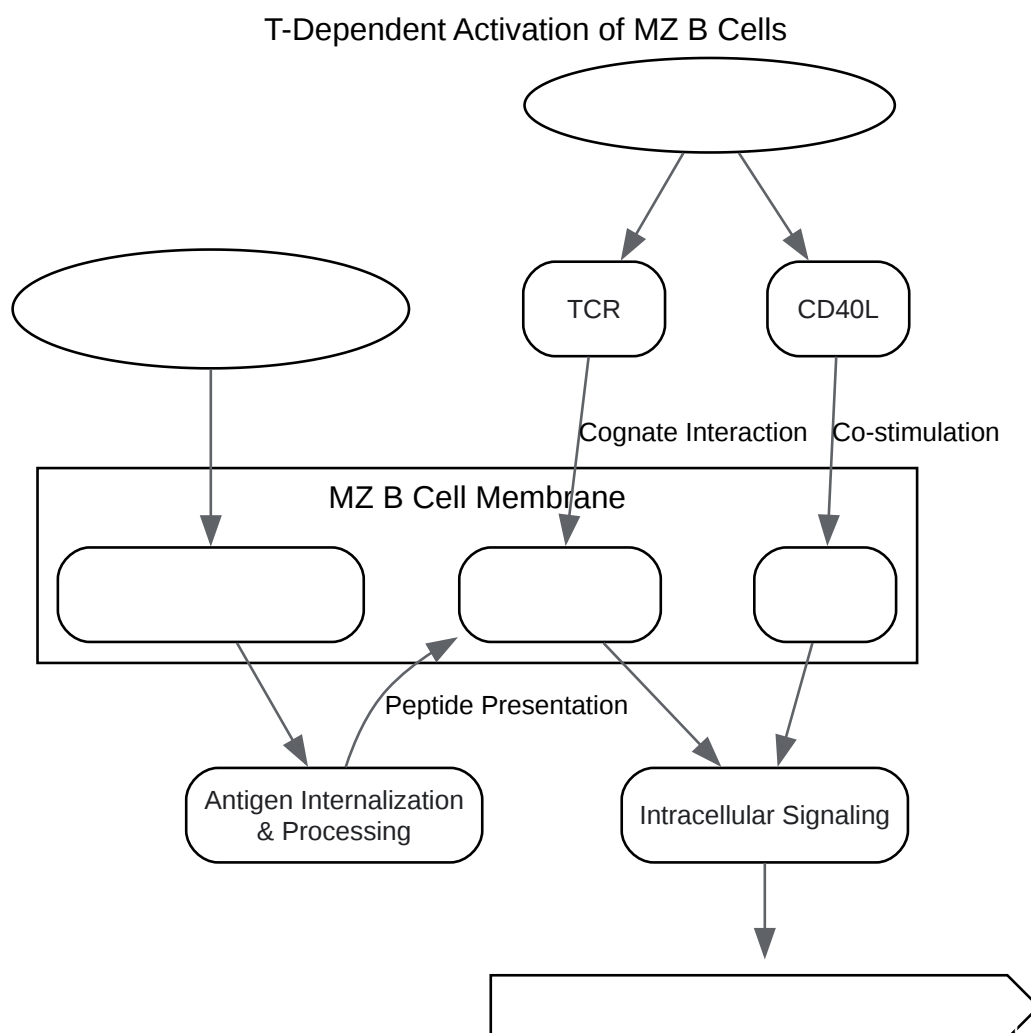 T-Dependent Activation of MZ B Cells
TCR
CD40L
Cognate Interaction
Co-stimulation
MZ B Cell Membrane
Peptide Presentation
Antigen Internalization
& Processing
Intracellular Signaling